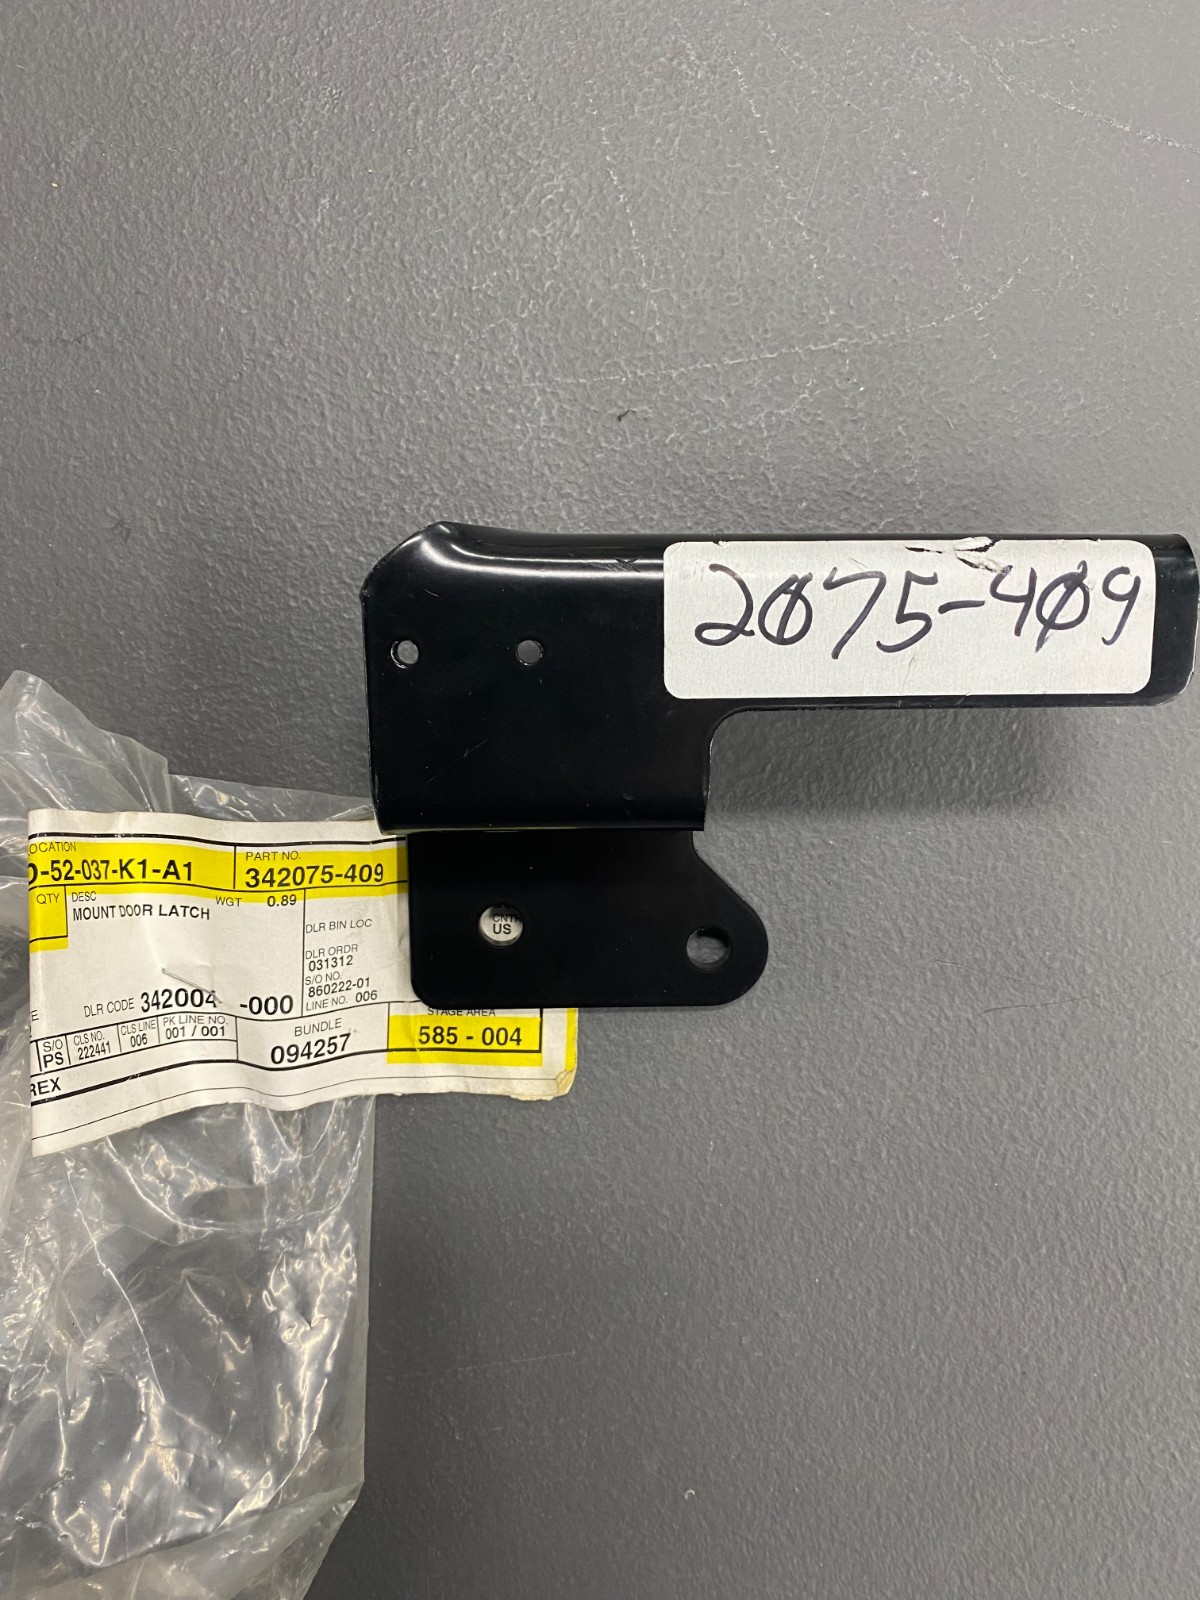 2075-409
LOCATION
PART NO.
D-52-037-K1-A1
342075-409
QTY
DESC
WGT 0.89
MOUNT DOOR LATCH
DLR BIN LOC
CNTR
US
DLR ORDR
031312
S/O NO.
860222-01
LINE NO. 006
DLR CODE 342004 -000
STAGE AREA
585 - 004
S/O
PS
CLS NO.
222441
CLS LINE
006
PK LINE NO.
001 / 001
BUNDLE
094257
REX